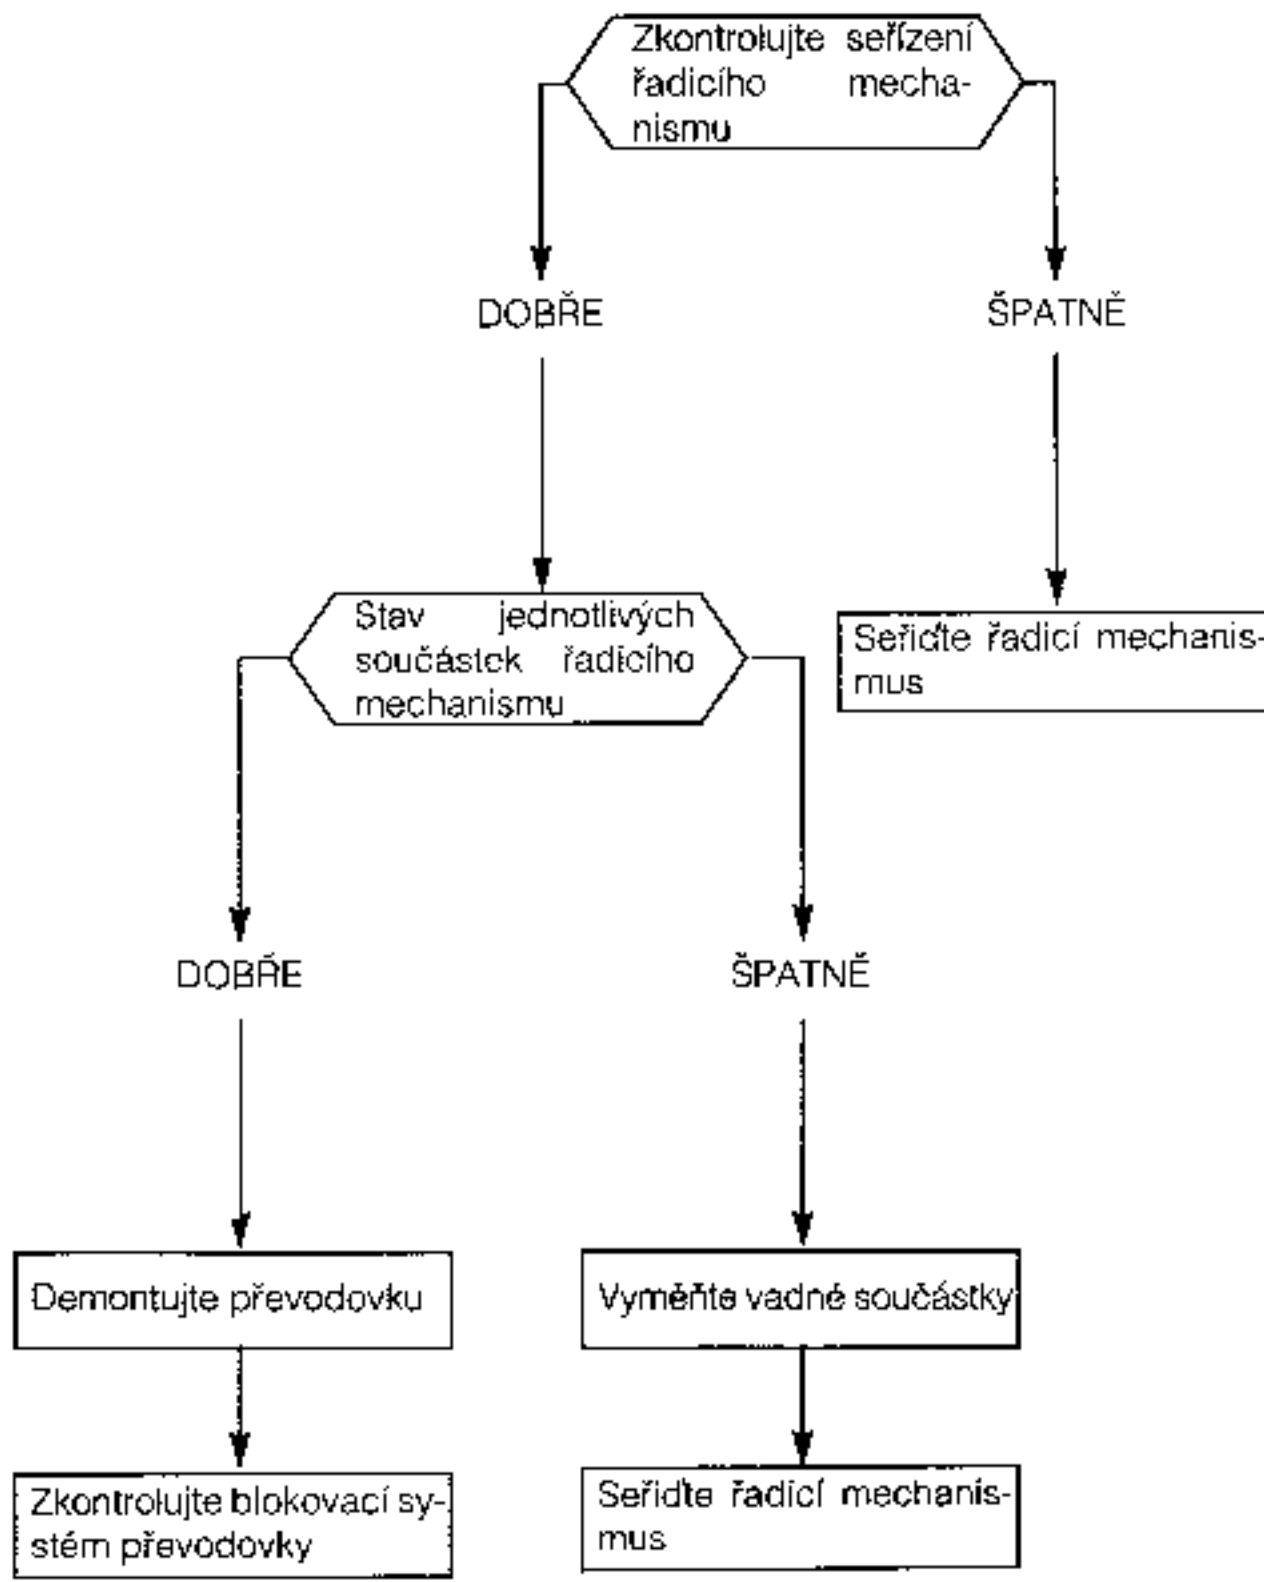 Zkontrolujte seřízení
řadicího mecha-
nismu
DOBŘE
ŠPATNĚ
Stav jednotlivých
součástek řadicího
mechanismu
Seřiďte řadicí mechanis-
mus
DOBŘE
ŠPATNĚ
Demontujte převodovku
Vyměňte vadné součástky
Zkontrolujte blokovací sy-
stém převodovky
Seřiďte řadicí mechanis-
mus